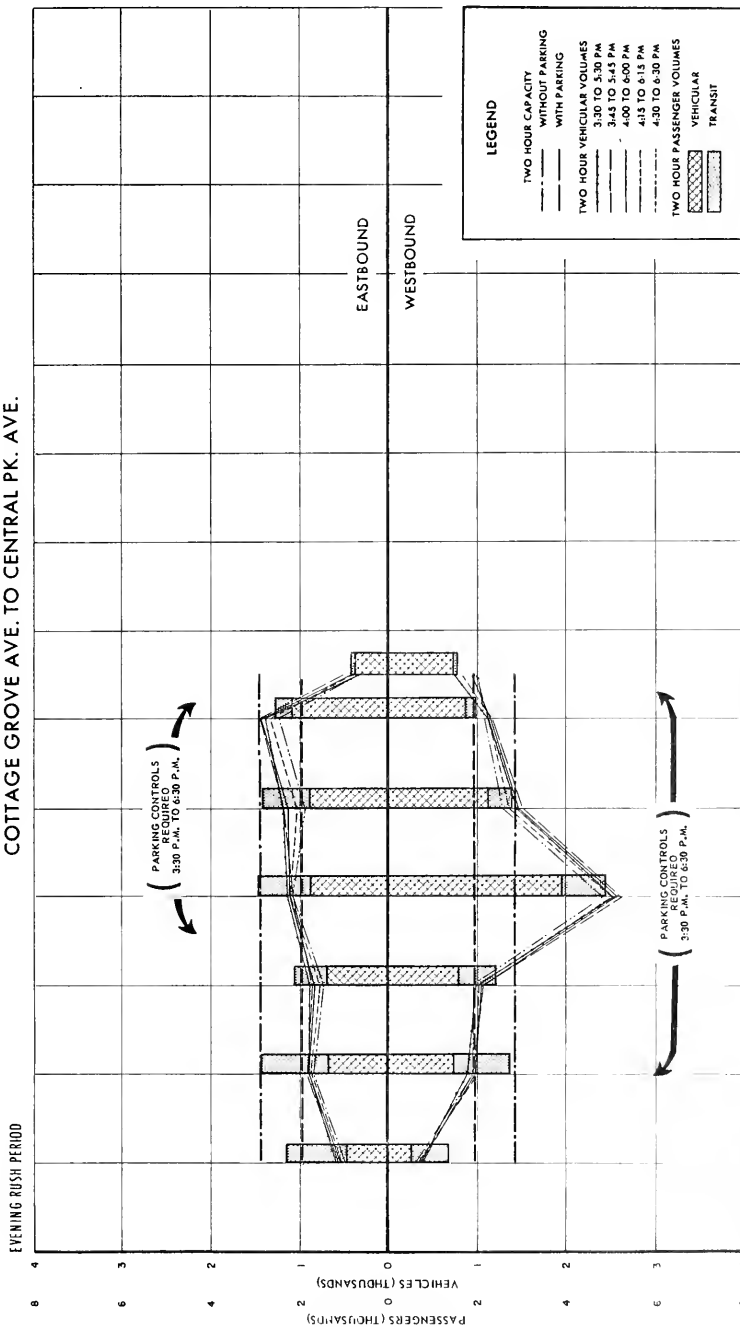 COTTAGE GROVE AVE. TO CENTRAL PK. AVE.
EVENING RUSH PERIOD
PASSENGERS (THOUSANDS)
VEHICLES (THOUSANDS)
8 4
6 3
4 2
2 1
0 0
2 1
4 2
6 3
(PARKING CONTROLS
REQUIRED
3:30 P.M. TO 6:30 P.M.)
EASTBOUND
WESTBOUND
(PARKING CONTROLS
REQUIRED
3:30 P.M. TO 6:30 P.M.)
LEGEND
TWO HOUR CAPACITY
WITHOUT PARKING
WITH PARKING
TWO HOUR VEHICULAR VOLUMES
3:30 TO 5:30 PM
3:45 TO 5:45 PM
4:00 TO 6:00 PM
4:15 TO 6:15 PM
4:30 TO 6:30 PM
TWO HOUR PASSENGER VOLUMES
VEHICULAR
TRANSIT